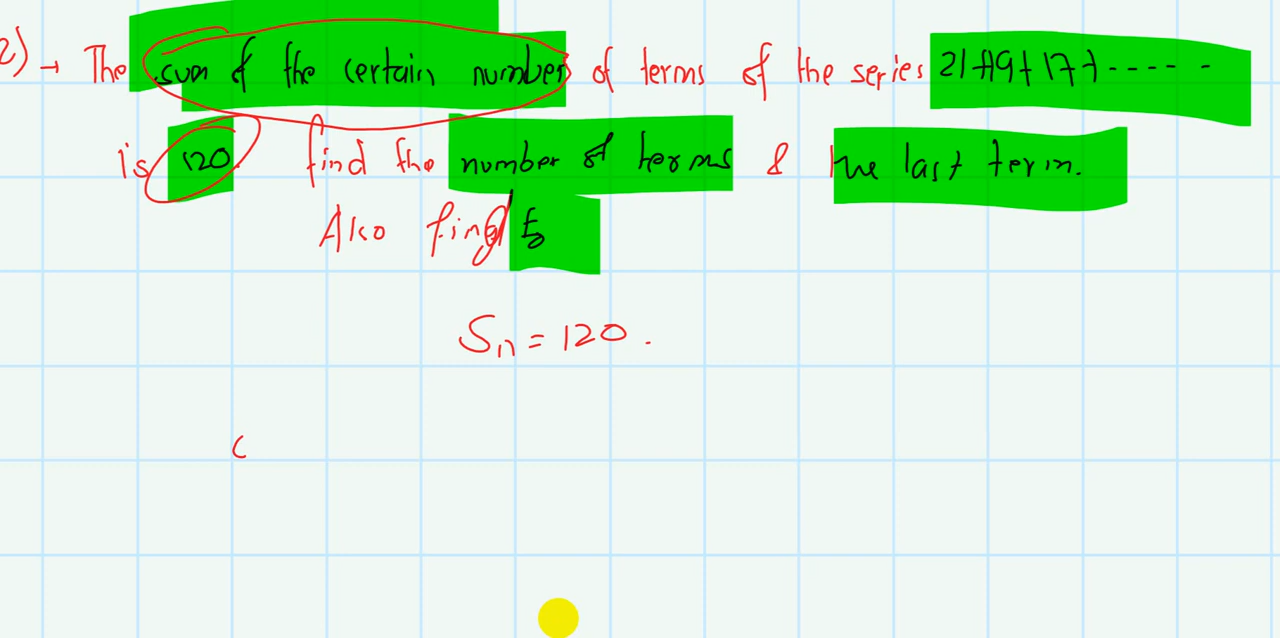 2) → The sum of the certain number of terms of the series 21+19+17+-----
is 120. find the number of terms & the last term.
Also find
Sn = 120.
(